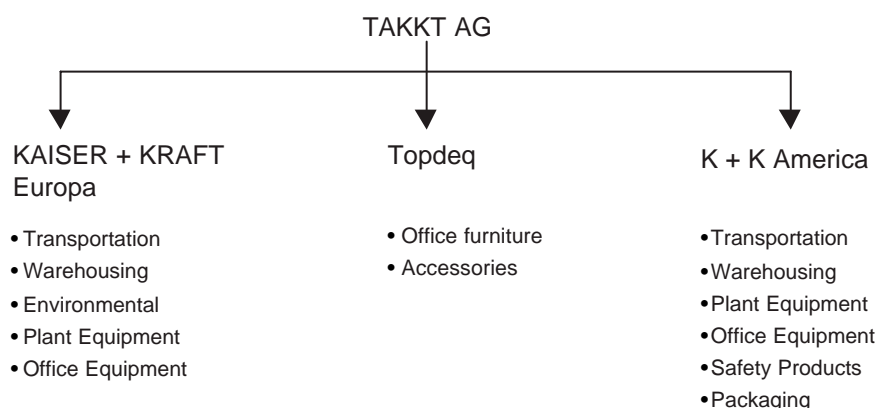 TAKKT AG
KAISER + KRAFT
Europa
• Transportation
• Warehousing
• Environmental
• Plant Equipment
• Office Equipment
Topdeq
• Office furniture
• Accessories
K + K America
• Transportation
• Warehousing
• Plant Equipment
• Office Equipment
• Safety Products
• Packaging